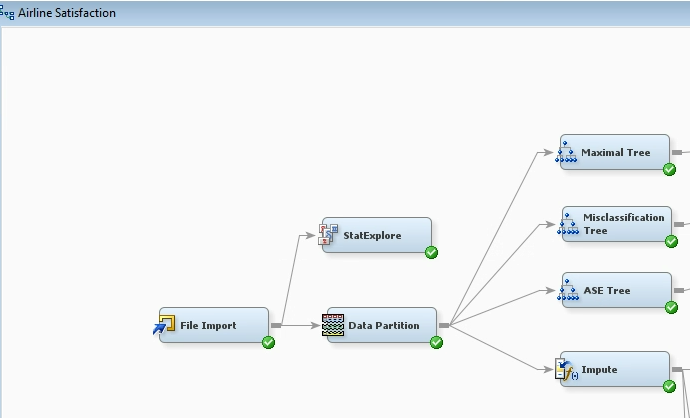 Airline Satisfaction
Maximal Tree
Misclassification
Tree
StatExplore
ASE Tree
File Import
Data Partition
Impute